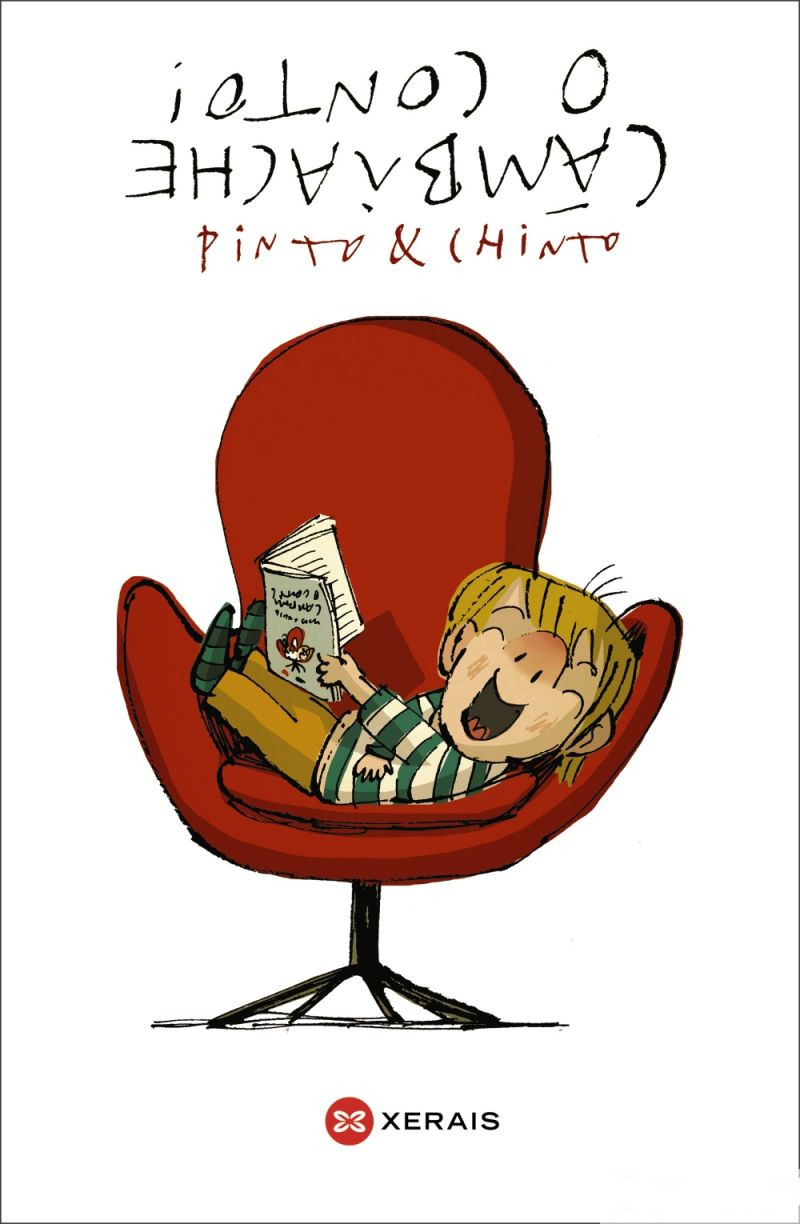 CÁMBIACHE
O CONTO!
PINTO & CHINTO
XERAIS